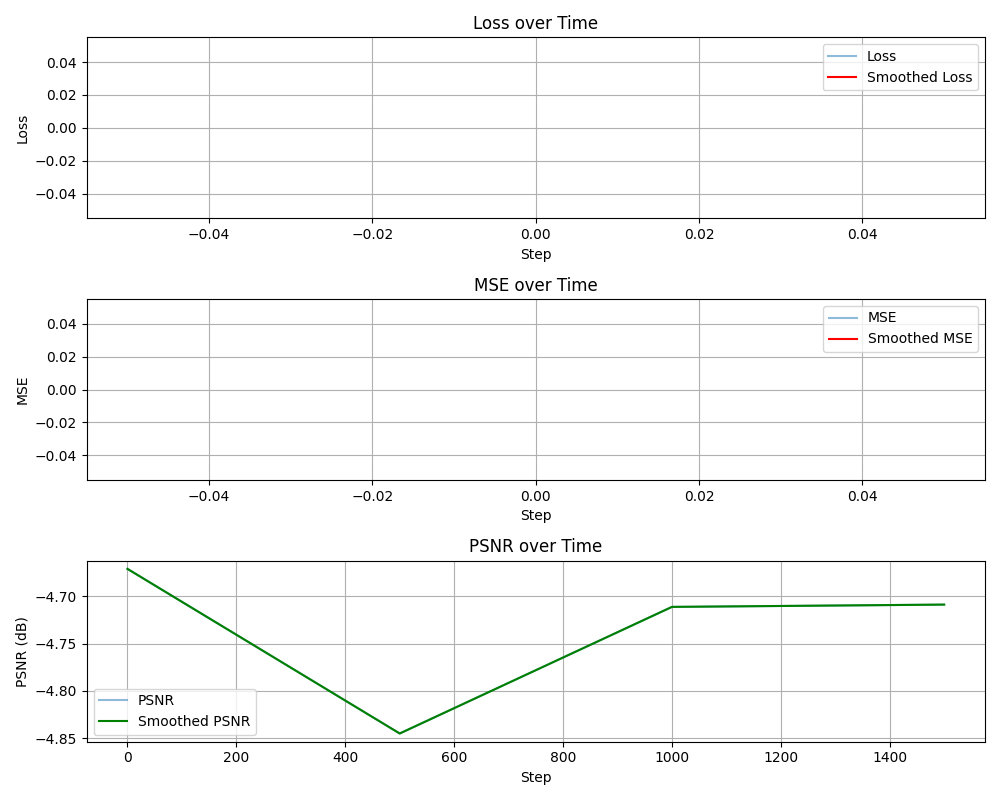 Loss over Time
Loss
0.04
0.02
0.00
−0.02
−0.04
Loss
Smoothed Loss
−0.04 −0.02 0.00 0.02 0.04
Step
MSE over Time
MSE
0.04
0.02
0.00
−0.02
−0.04
MSE
Smoothed MSE
−0.04 −0.02 0.00 0.02 0.04
Step
PSNR over Time
PSNR (dB)
−4.70
−4.75
−4.80
−4.85
PSNR
Smoothed PSNR
0 200 400 600 800 1000 1200 1400
Step